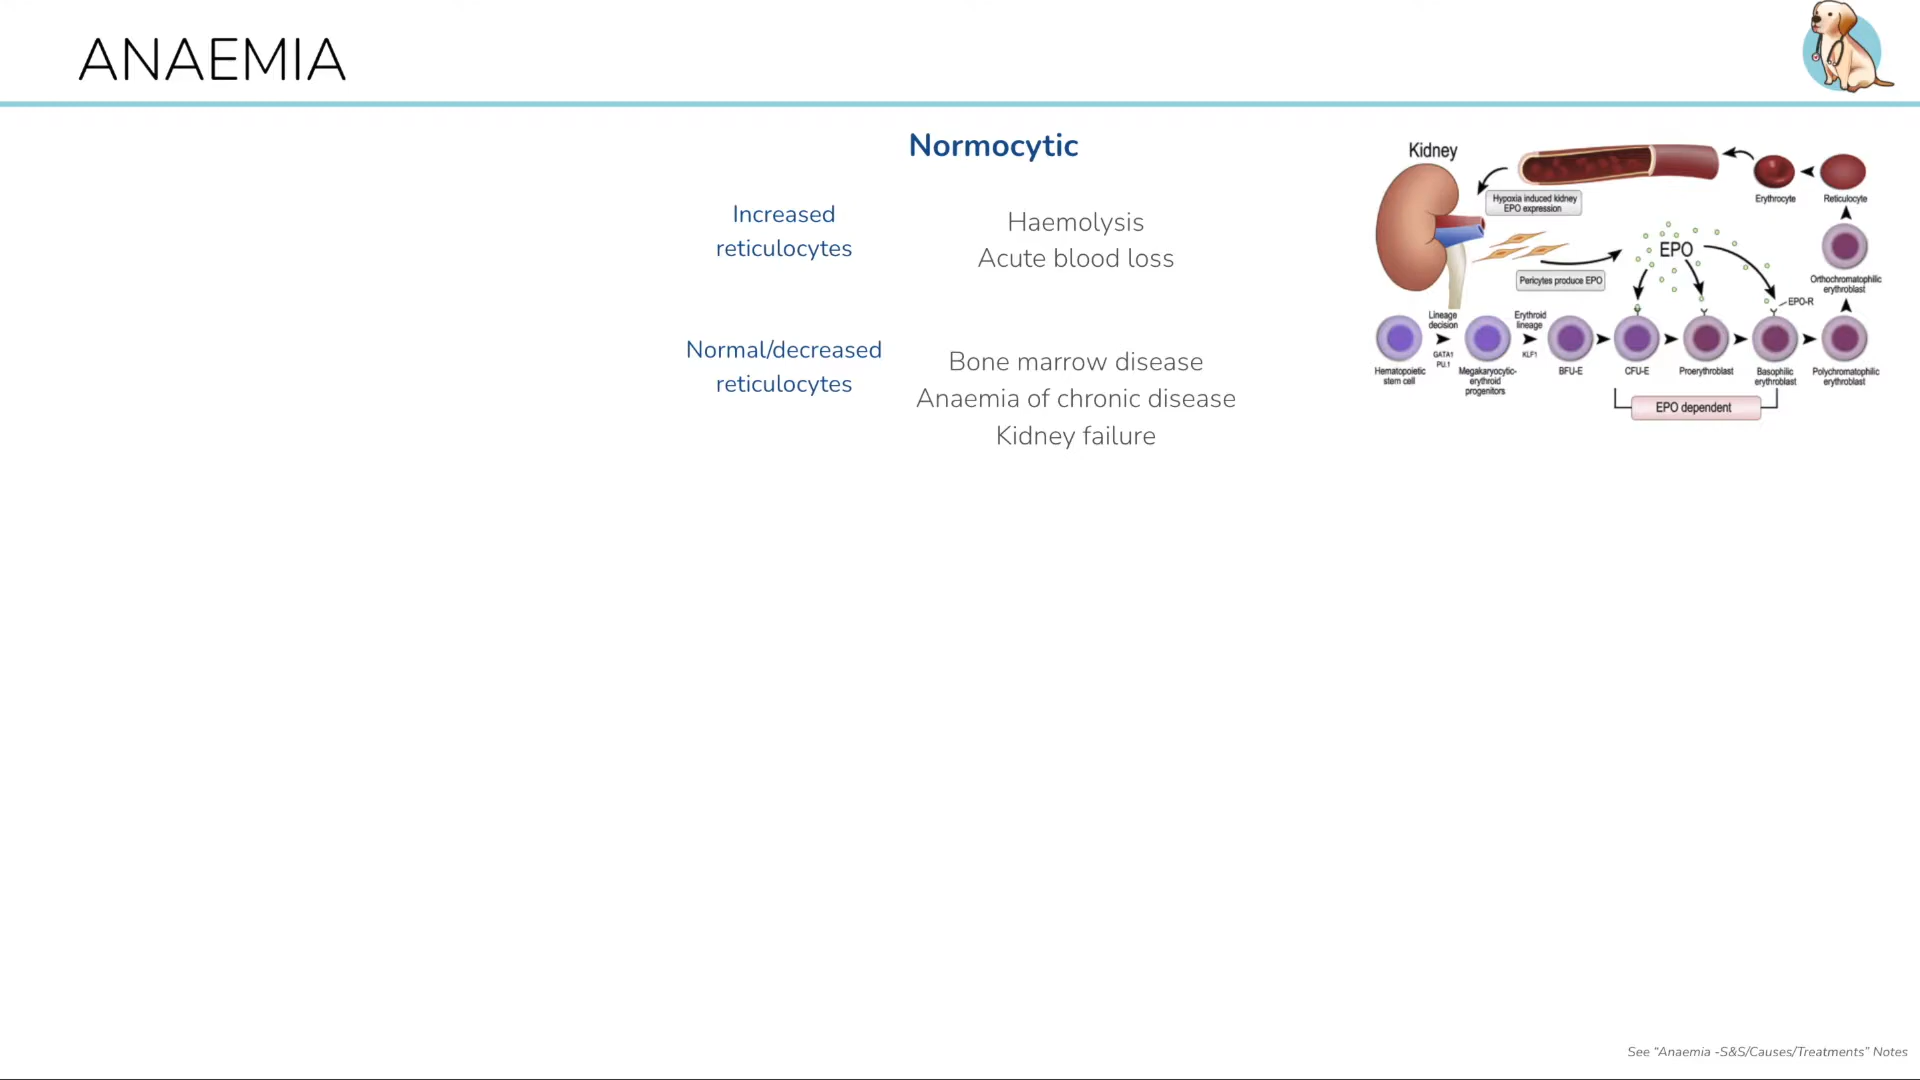 ANAEMIA
Normocytic
Increased
reticulocytes
Haemolysis
Acute blood loss
Normal/decreased
reticulocytes
Bone marrow disease
Anaemia of chronic disease
Kidney failure
Kidney
Hypoxia induced kidney
EPO expression
Erythrocyte
Reticulocyte
EPO
Pericytes produce EPO
Orthochromatophilic
erythroblast
EPO-R
Lineage
decision
GATA1
PU.1
Erythroid
lineage
KLF1
Hematopoietic
stem cell
Megakaryocytic-
erythroid
progenitors
BFU-E
CFU-E
Proerythroblast
Basophilic
erythroblast
Polychromatophilic
erythroblast
EPO dependent
See “Anaemia -S&S/Causes/Treatments” Notes